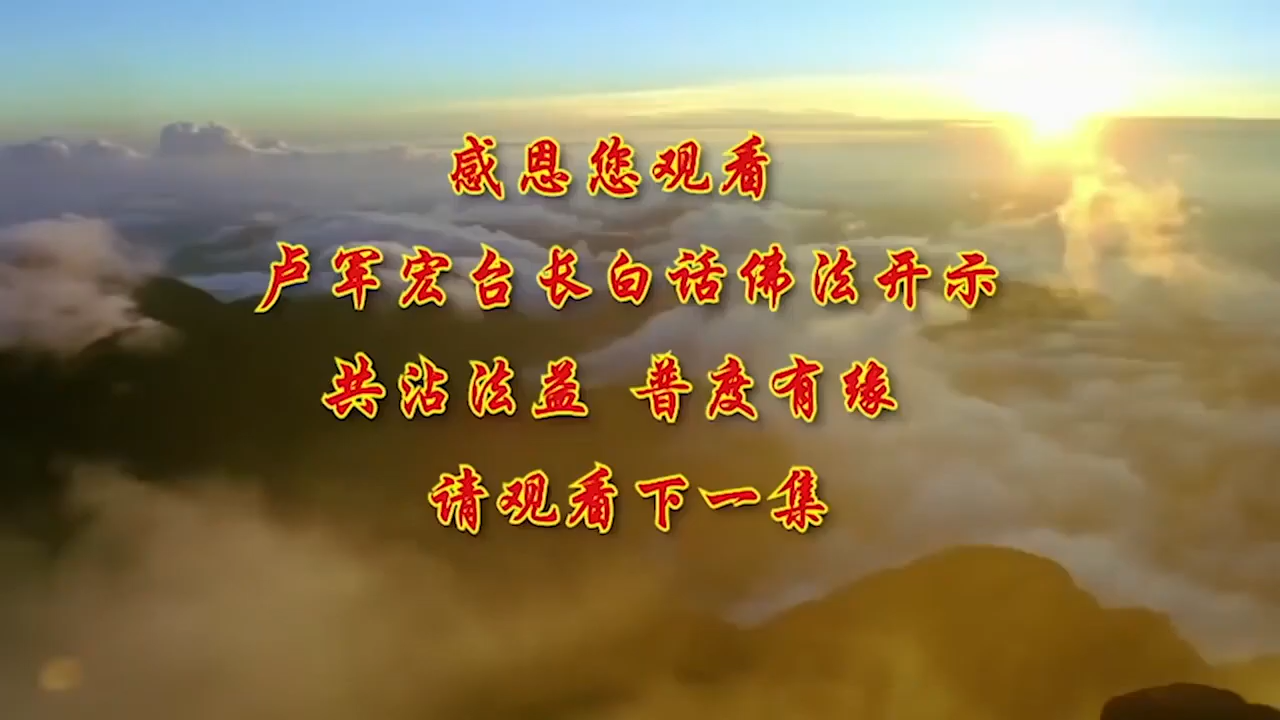 感恩您观看
卢军宏台长白话佛法开示
共沾法益 普度有缘
请观看下一集